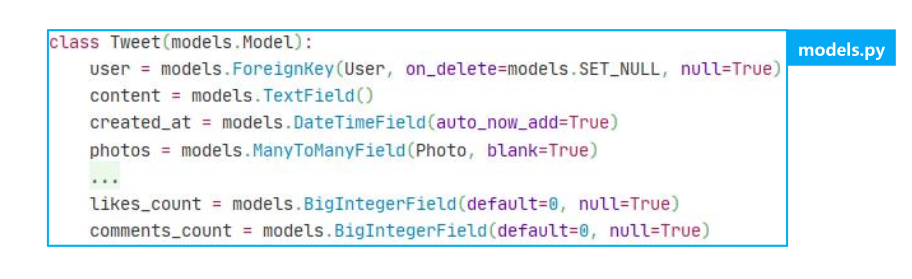 class Tweet(models.Model):
models.py
    user = models.ForeignKey(User, on_delete=models.SET_NULL, null=True)
    content = models.TextField()
    created_at = models.DateTimeField(auto_now_add=True)
    photos = models.ManyToManyField(Photo, blank=True)
    ...
    likes_count = models.BigIntegerField(default=0, null=True)
    comments_count = models.BigIntegerField(default=0, null=True)